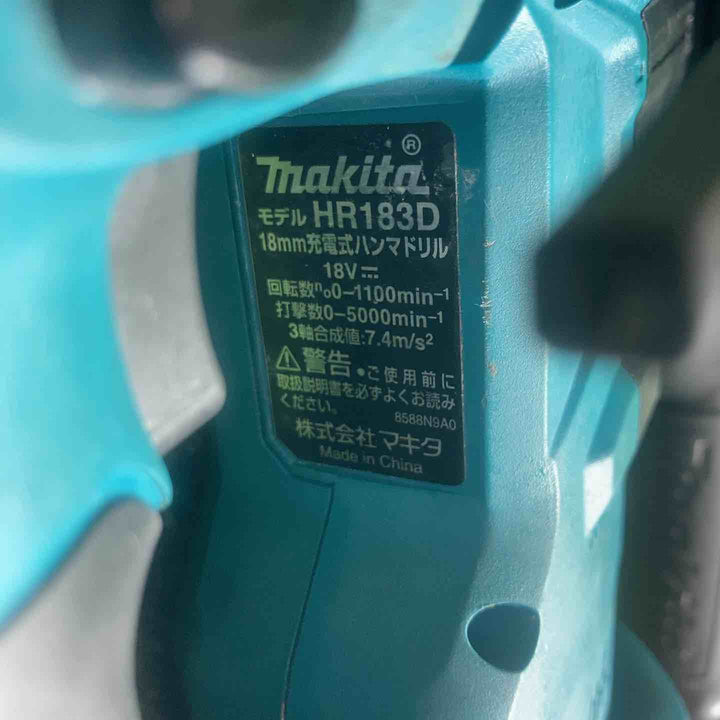 makita®
モデル HR183D
18mm充電式ハンマドリル
18V⎓
回転数n₀0-1100min⁻¹
打撃数0-5000min⁻¹
3軸合成値:7.4m/s²
⚠警告●ご使用前に
取扱説明書を必ずよくお読み
ください。 8588N9A0
株式会社マキタ
Made in China